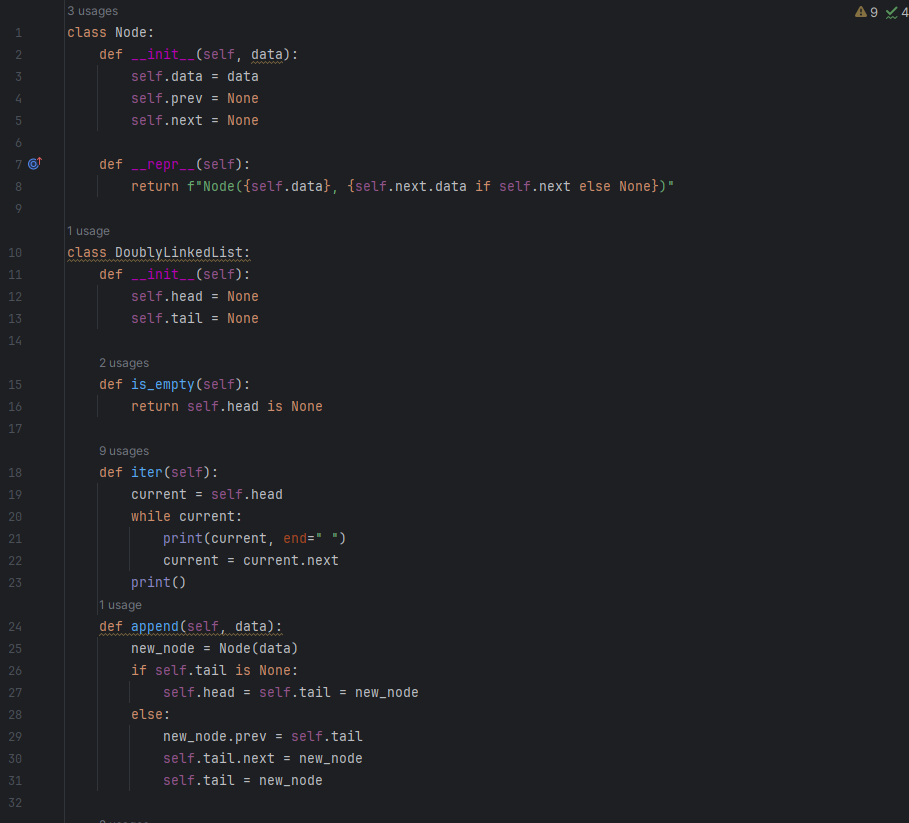 3 usages
9 4
1 class Node:
2 def __init__(self, data):
3 self.data = data
4 self.prev = None
5 self.next = None
6
7 def __repr__(self):
8 return f"Node({self.data}, {self.next.data if self.next else None})"
9
1 usage
10 class DoublyLinkedList:
11 def __init__(self):
12 self.head = None
13 self.tail = None
14
2 usages
15 def is_empty(self):
16 return self.head is None
17
9 usages
18 def iter(self):
19 current = self.head
20 while current:
21 print(current, end=" ")
22 current = current.next
23 print()
1 usage
24 def append(self, data):
25 new_node = Node(data)
26 if self.tail is None:
27 self.head = self.tail = new_node
28 else:
29 new_node.prev = self.tail
30 self.tail.next = new_node
31 self.tail = new_node
32